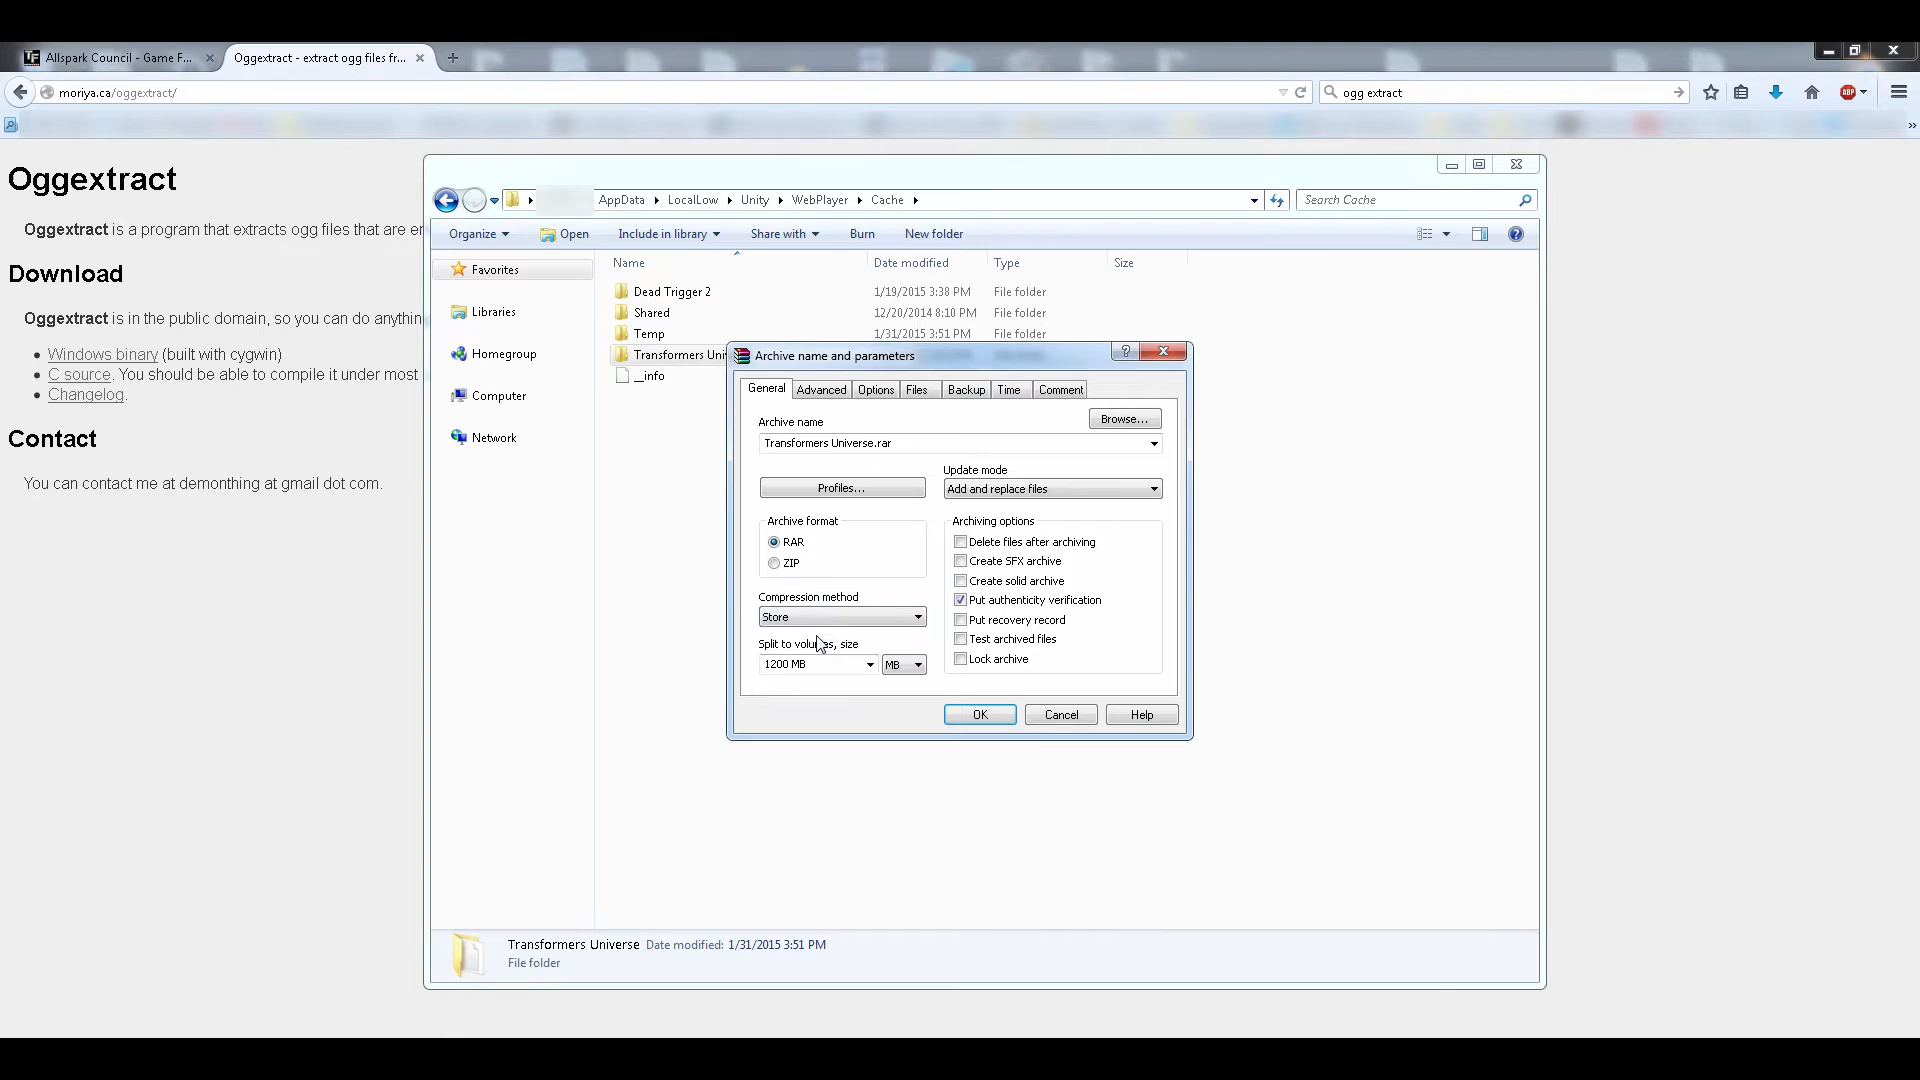 Allspark Council - Game F...
Oggextract - extract ogg files fr...
moriya.ca/oggextract/
ogg extract
ABP
Oggextract
Oggextract is a program that extracts ogg files that are er
Download
Oggextract is in the public domain, so you can do anythin
Windows binary (built with cygwin)
C source. You should be able to compile it under most
Changelog.
Contact
You can contact me at demonthing at gmail dot com.
AppData
LocalLow
Unity
WebPlayer
Cache
Search Cache
Organize
Open
Include in library
Share with
Burn
New folder
Name
Date modified
Type
Size
Favorites
Libraries
Homegroup
Computer
Network
Dead Trigger 2 1/19/2015 3:38 PM File folder
Shared 12/20/2014 8:10 PM File folder
Temp 1/31/2015 3:51 PM File folder
Transformers Uni
__info
Archive name and parameters
General
Advanced
Options
Files
Backup
Time
Comment
Archive name
Browse...
Transformers Universe.rar
Profiles...
Update mode
Add and replace files
Archive format
RAR
ZIP
Compression method
Store
Split to volumes, size
1200 MB
MB
Archiving options
Delete files after archiving
Create SFX archive
Create solid archive
Put authenticity verification
Put recovery record
Test archived files
Lock archive
OK
Cancel
Help
Transformers Universe Date modified: 1/31/2015 3:51 PM
File folder